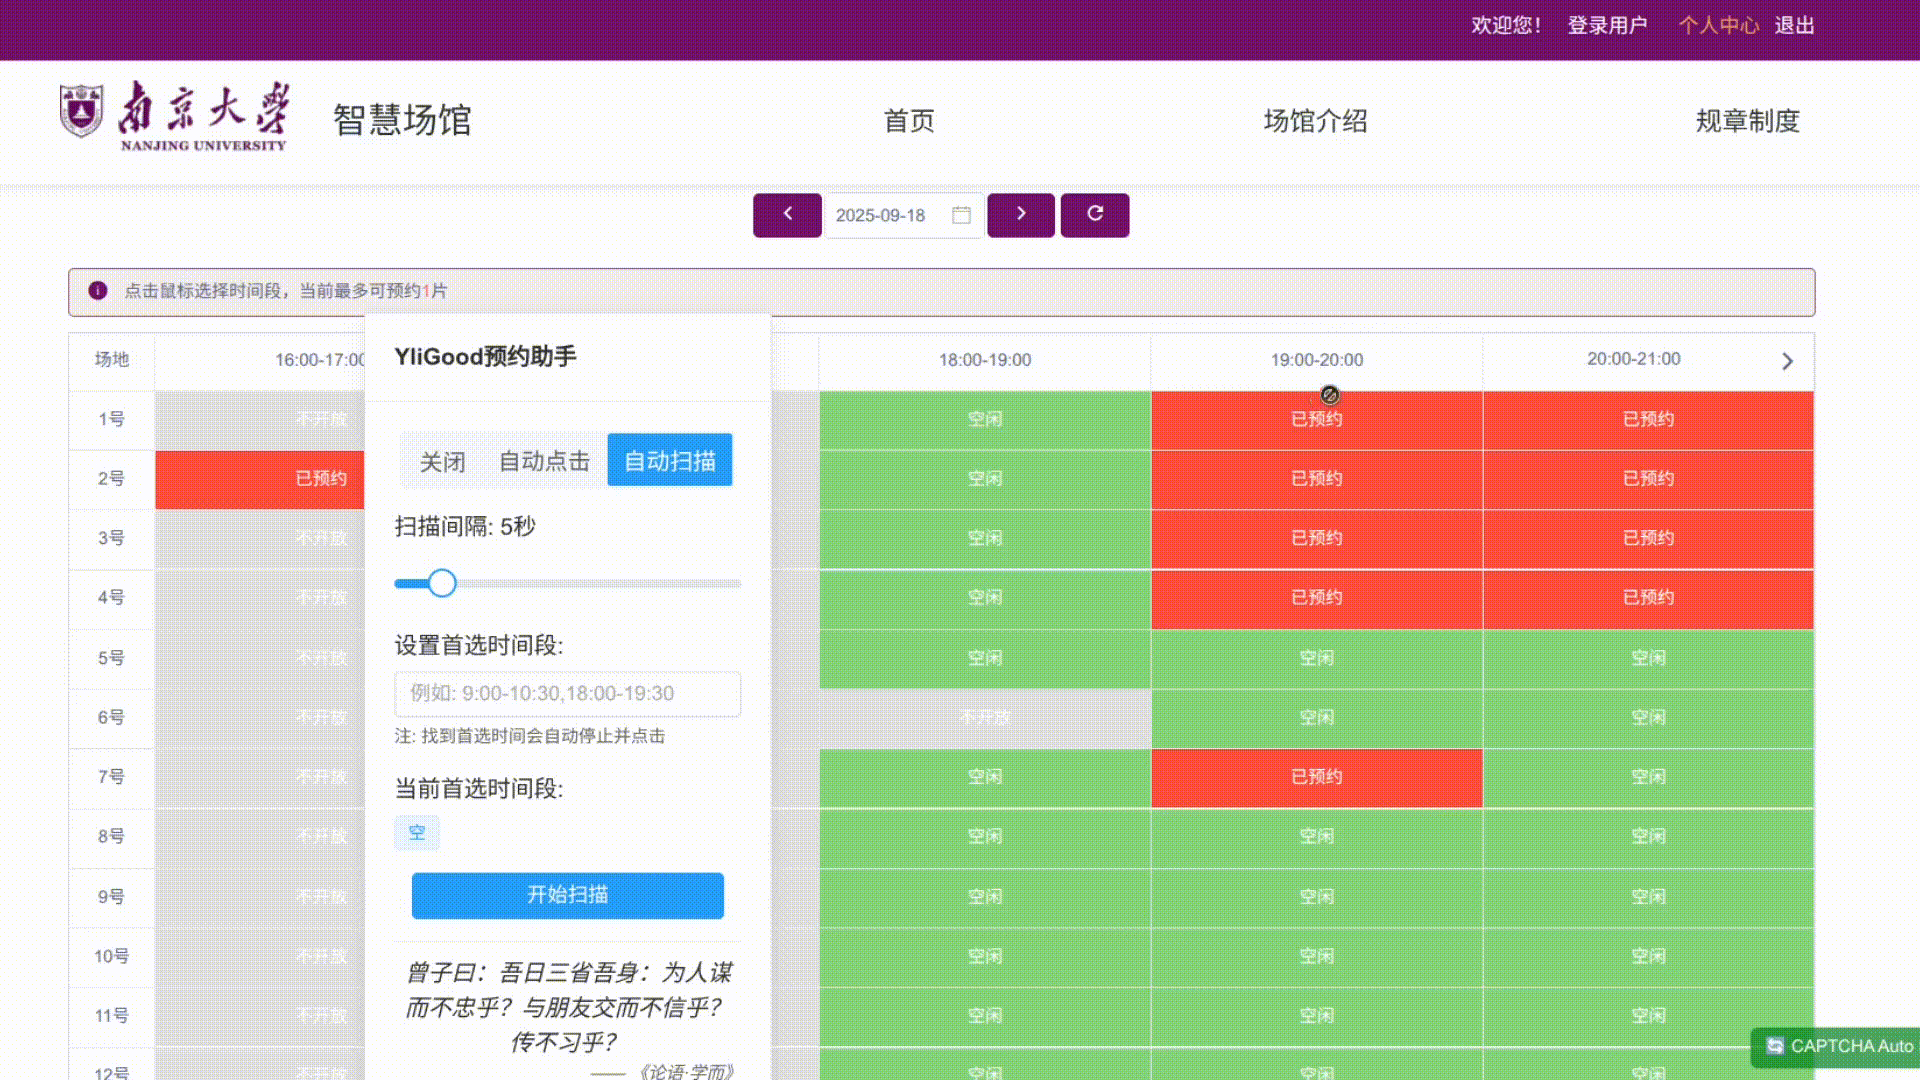 欢迎您！ 登录用户 个人中心 退出
南京大学
NANJING UNIVERSITY
智慧场馆 首页 场馆介绍 规章制度
2025-09-18
点击鼠标选择时间段，当前最多可预约1片
场地 16:00-17:00 18:00-19:00 19:00-20:00 20:00-21:00
1号 不开放 空闲 已预约 已预约
2号 已预约 空闲 已预约 已预约
3号 不开放 空闲 已预约 已预约
4号 不开放 空闲 已预约 已预约
5号 不开放 空闲 空闲 空闲
6号 不开放 不开放 空闲 空闲
7号 不开放 空闲 已预约 空闲
8号 不开放 空闲 空闲 空闲
9号 不开放 空闲 空闲 空闲
10号 不开放 空闲 空闲 空闲
11号 不开放 空闲 空闲 空闲
12号 不开放 空闲 空闲 空闲
YliGood预约助手
关闭 自动点击 自动扫描
扫描间隔: 5秒
设置首选时间段:
例如: 9:00-10:30,18:00-19:30
注: 找到首选时间会自动停止并点击
当前首选时间段:
空
开始扫描
曾子曰：吾日三省吾身：为人谋
而不忠乎？与朋友交而不信乎？
传不习乎？
——《论语·学而》
CAPTCHA Auto